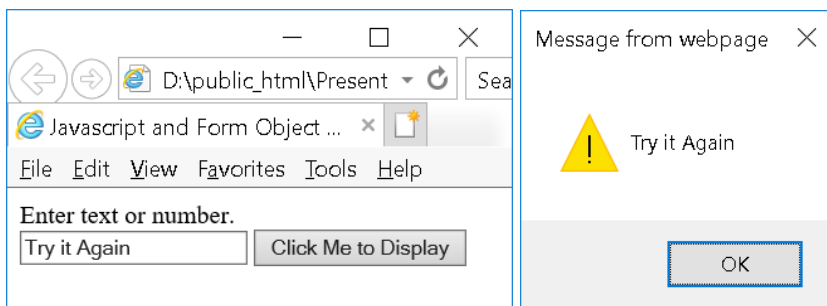 D:\public_html\Present
Sea
Javascript and Form Object ...
File Edit View Favorites Tools Help
Enter text or number.
Try it Again
Click Me to Display
Message from webpage
Try it Again
OK